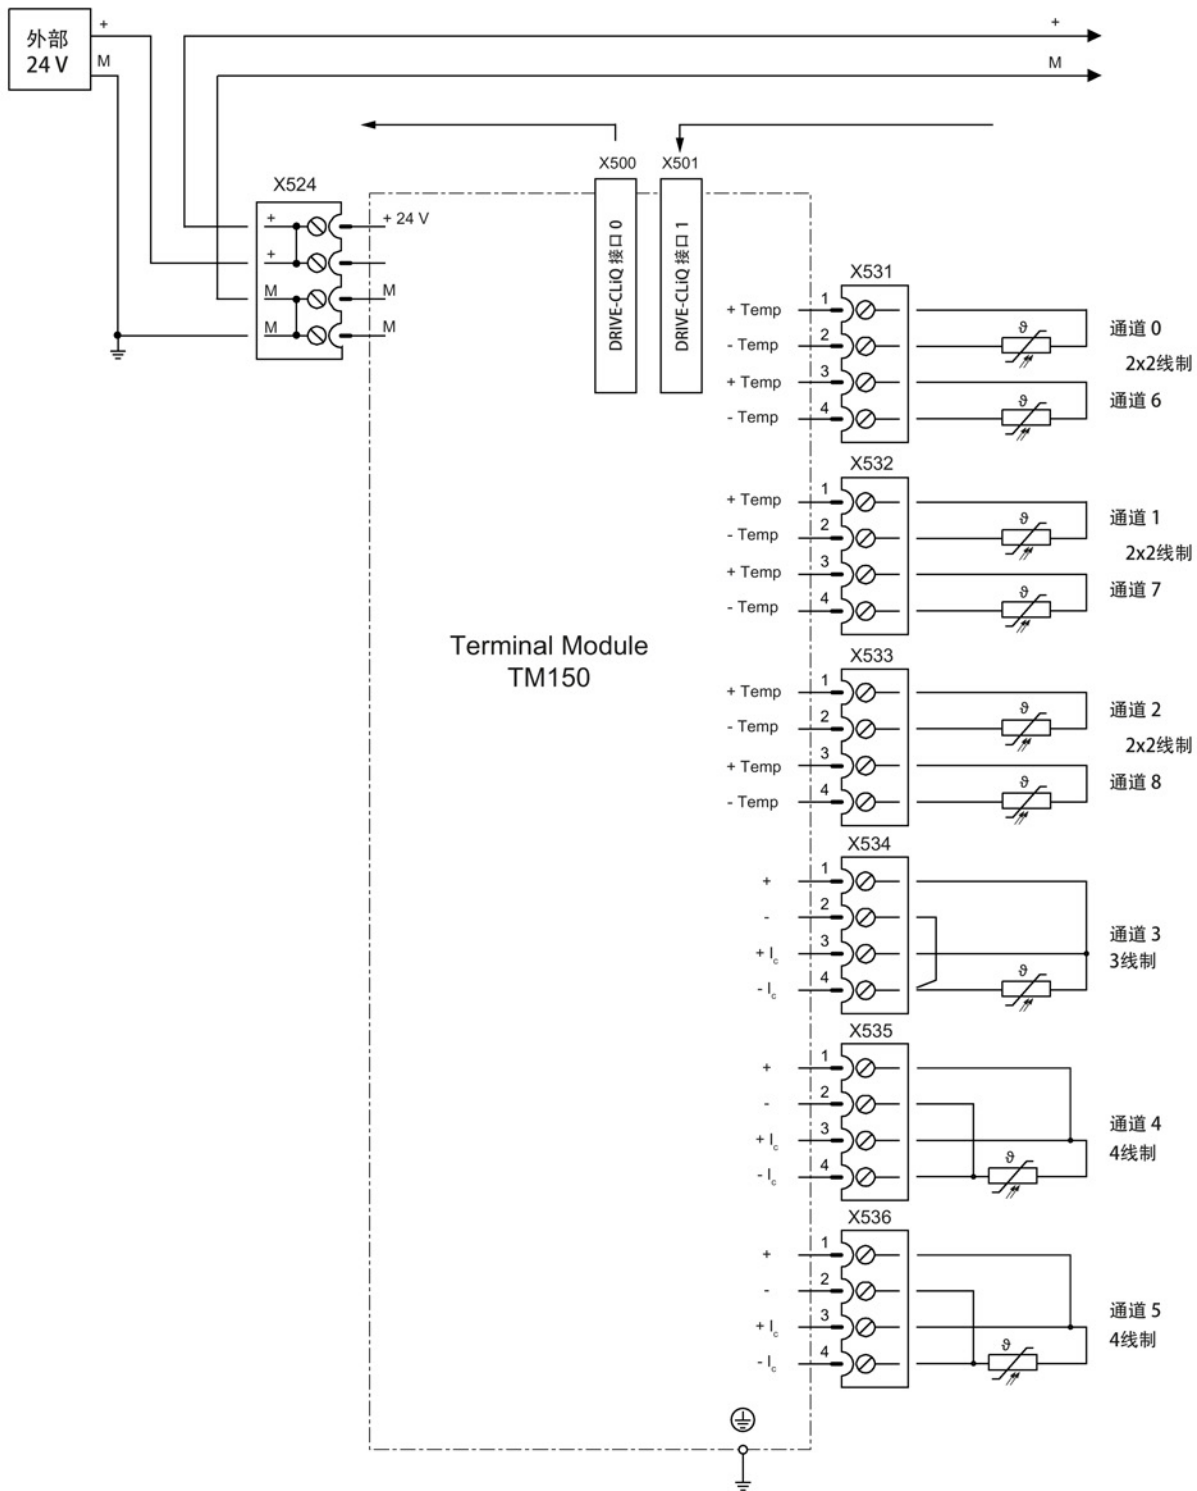 外部
24 V
+
M
+
M
X500
X501
DRIVE-CLiQ 接口 0
DRIVE-CLiQ 接口 1
X524
+
+ 24 V
+
M
M
M
M
Terminal Module
TM150
X531
+ Temp 1
- Temp 2
+ Temp 3
- Temp 4
通道 0
2x2线制
通道 6
X532
+ Temp 1
- Temp 2
+ Temp 3
- Temp 4
通道 1
2x2线制
通道 7
X533
+ Temp 1
- Temp 2
+ Temp 3
- Temp 4
通道 2
2x2线制
通道 8
X534
+ 1
- 2
+ Ic 3
- Ic 4
通道 3
3线制
X535
+ 1
- 2
+ Ic 3
- Ic 4
通道 4
4线制
X536
+ 1
- 2
+ Ic 3
- Ic 4
通道 5
4线制
ϑ
ϑ
ϑ
ϑ
ϑ
ϑ
ϑ
ϑ
ϑ